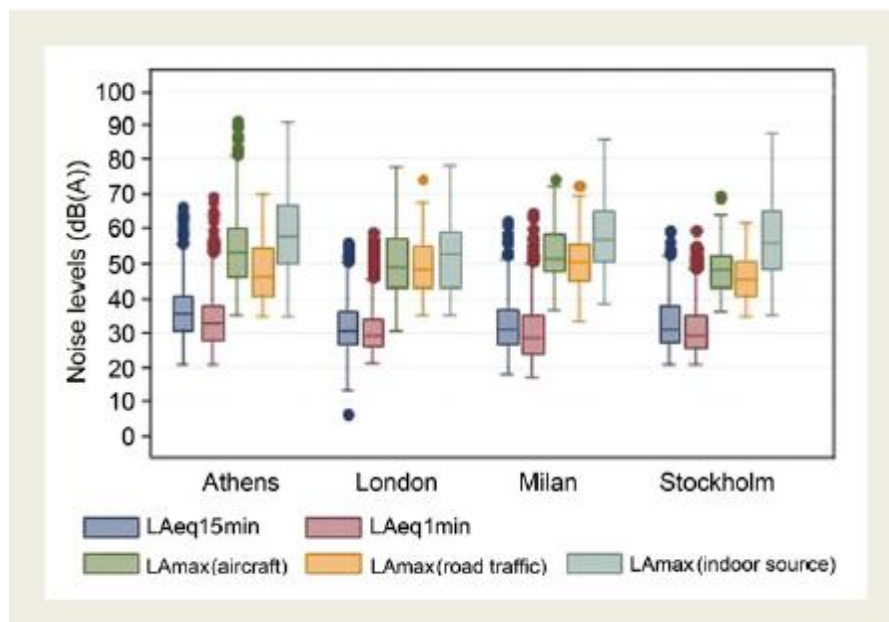 Noise levels (dB(A))
100
90
80
70
60
50
40
30
20
10
0
Athens London Milan Stockholm
LAeq15min LAeq1min
LAmax(aircraft) LAmax(road traffic) LAmax(indoor source)